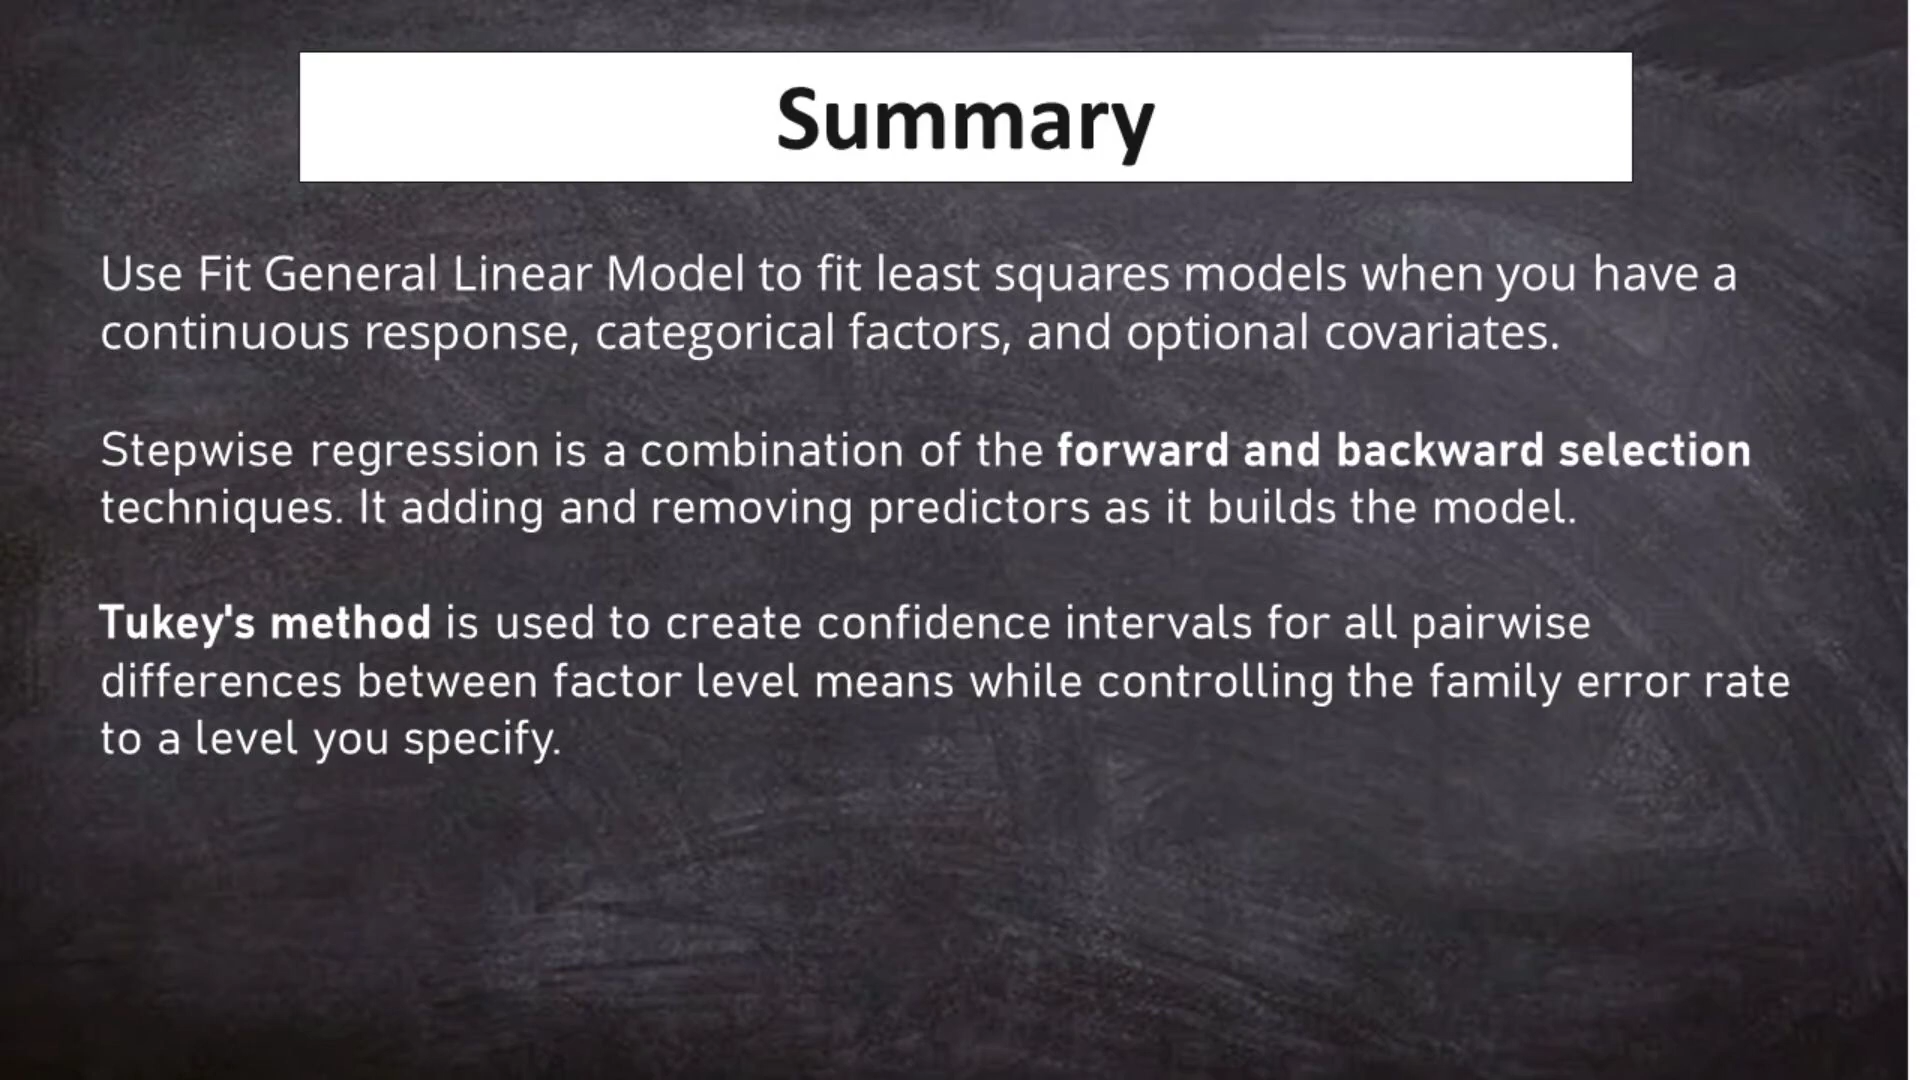 Summary
Use Fit General Linear Model to fit least squares models when you have a
continuous response, categorical factors, and optional covariates.
Stepwise regression is a combination of the forward and backward selection
techniques. It adding and removing predictors as it builds the model.
Tukey's method is used to create confidence intervals for all pairwise
differences between factor level means while controlling the family error rate
to a level you specify.